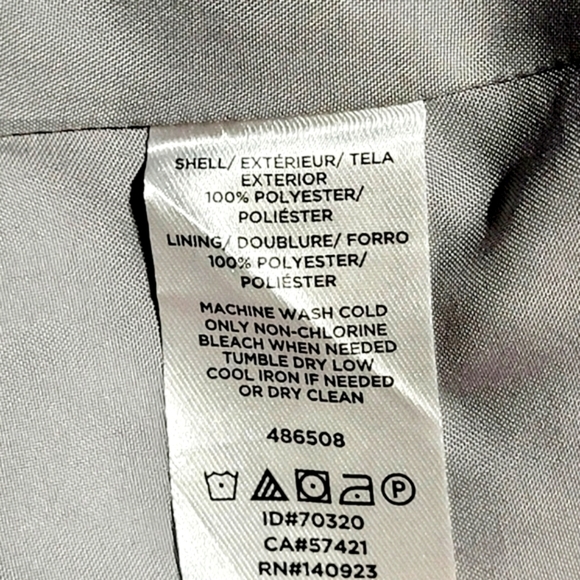 SHELL/ EXTÉRIEUR/ TELA
EXTERIOR
100% POLYESTER/
POLIÉSTER
LINING/ DOUBLURE/ FORRO
100% POLYESTER/
POLIÉSTER
MACHINE WASH COLD
ONLY NON-CHLORINE
BLEACH WHEN NEEDED
TUMBLE DRY LOW
COOL IRON IF NEEDED
OR DRY CLEAN
486508
P
ID#70320
CA#57421
RN#140923